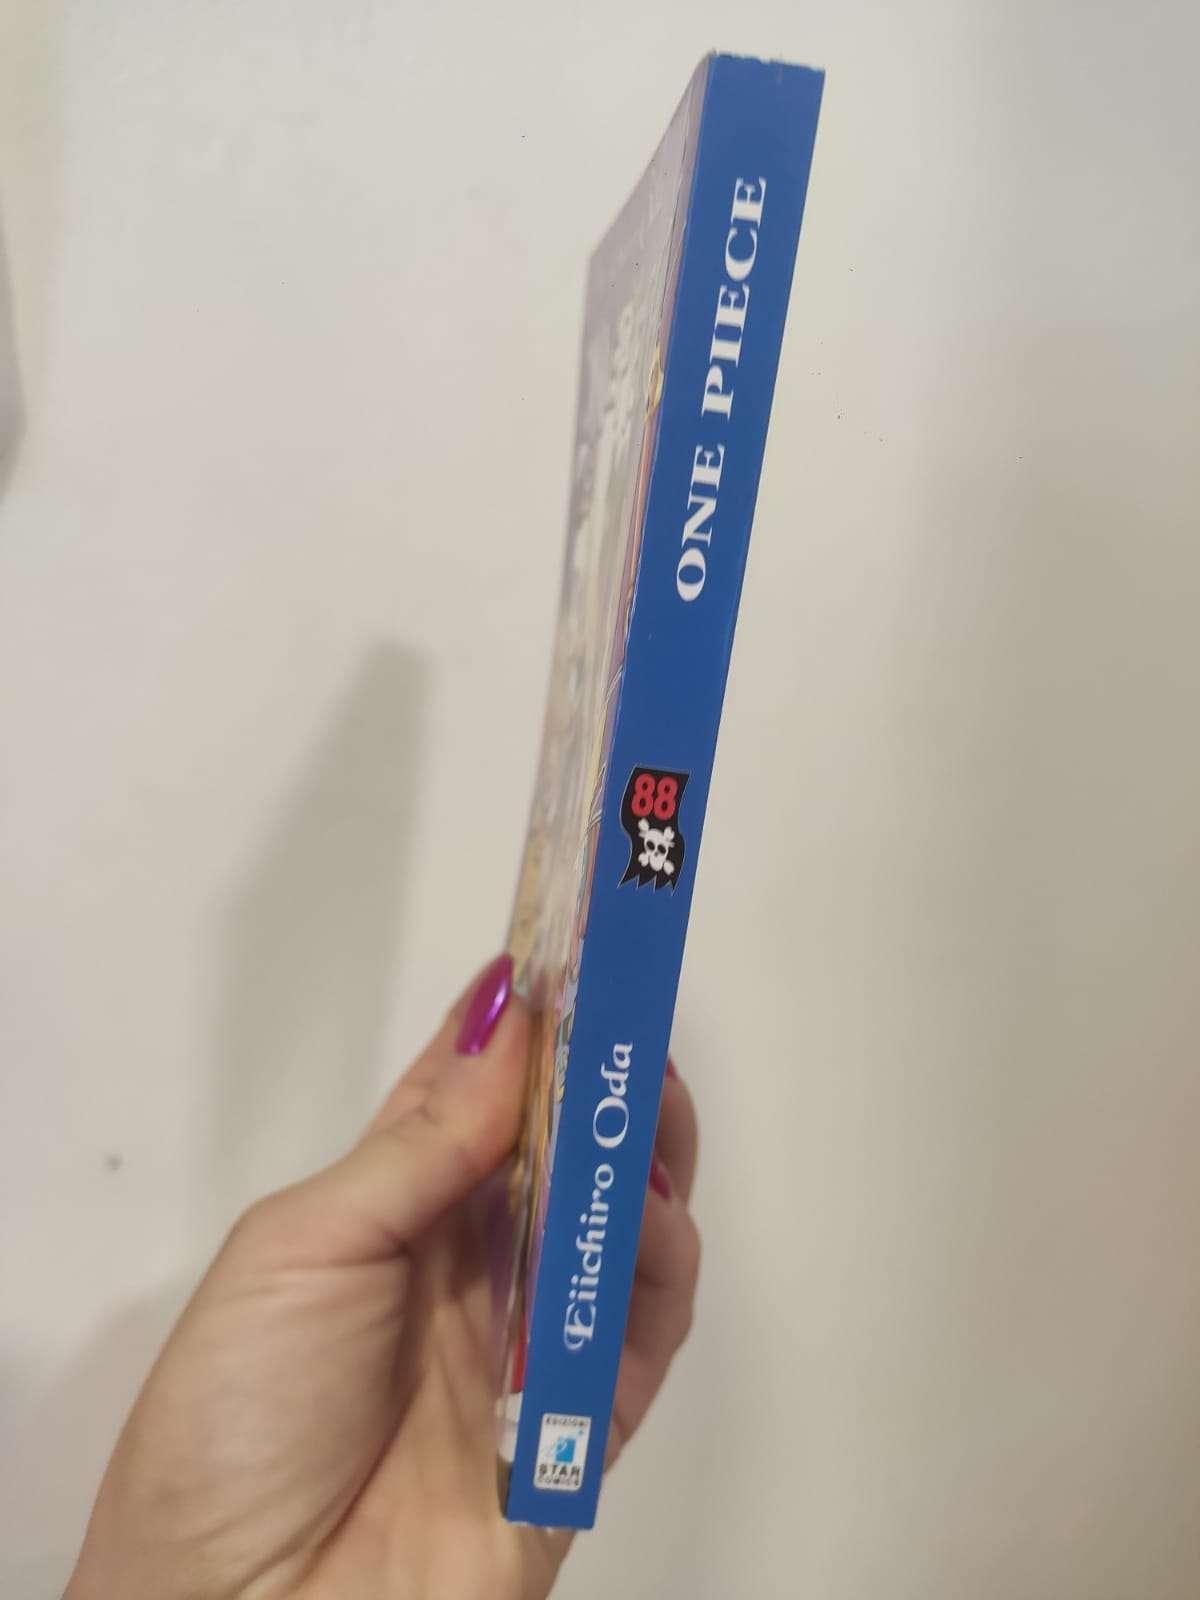 ONE PIECE
88
Eiichiro Oda
EDIZIONI
STAR
COMICS